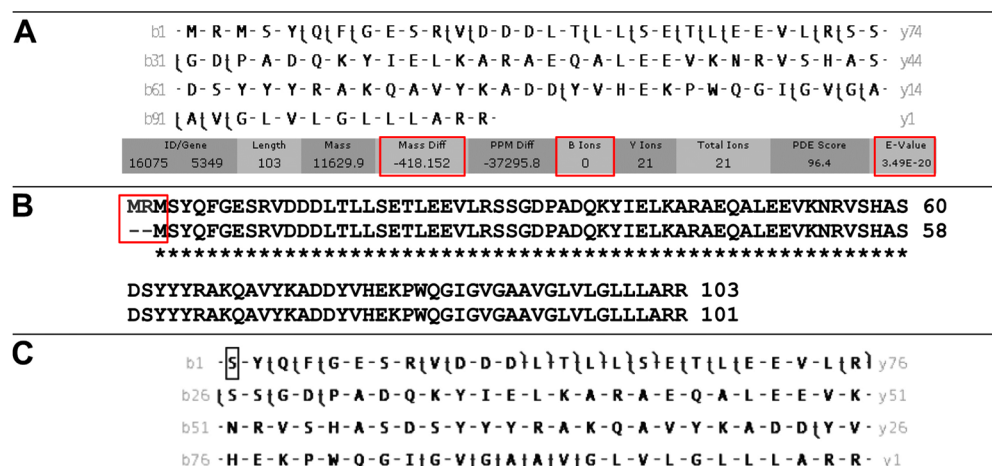 A
b1 -M-R-M-S-Y⎱Q⎱F⎱G-E-S-R⎱V⎱D-D-D-L-T⎱L-L⎱S-E⎱T⎱L⎱E-E-V-L⎱R⎱S-S- y74
b31 ⎱G-D⎱P-A-D-Q-K-Y-I-E-L-K-A-R-A-E-Q-A-L-E-E-V-K-N-R-V-S-H-A-S- y44
b61 -D-S-Y-Y-Y-R-A-K-Q-A-V-Y-K-A-D-D⎱Y-V-H-E-K-P-W-Q-G-I⎱G-V⎱G⎱A- y14
b91 ⎱A⎱V⎱G-L-V-L-G-L-L-L-A-R-R- y1
ID/Gene Length Mass Mass Diff PPM Diff B Ions Y Ions Total Ions PDE Score E-Value
16075 5349 103 11629.9 -418.152 -37295.8 0 21 21 96.4 3.49E-20
B
MRMSYQFGESRVDDDLTLLSETLEEVLRSSGDPADQKYIELKARAEQALEEVKNRVSHAS 60
--MSYQFGESRVDDDLTLLSETLEEVLRSSGDPADQKYIELKARAEQALEEVKNRVSHAS 58
**********************************************************
DSYYYRAKQAVYKADDYVHEKPWQGIGVGAAVGLVLGLLLARR 103
DSYYYRAKQAVYKADDYVHEKPWQGIGVGAAVGLVLGLLLARR 101
C
b1 -S-Y⎱Q⎱F⎱G-E-S-R⎱V⎱D-D-D⎱L⎱T⎱L⎱L⎱S⎱E⎱T⎱L⎱E-E-V-L⎱R⎱ y76
b26 ⎱S-S⎱G-D⎱P-A-D-Q-K-Y-I-E-L-K-A-R-A-E-Q-A-L-E-E-V-K- y51
b51 -N-R-V-S-H-A-S-D-S-Y-Y-Y-R-A-K-Q-A-V-Y-K-A-D-D⎱Y-V- y26
b76 -H-E-K-P-W-Q-G-I⎱G-V⎱G⎱A⎱A⎱V⎱G-L-V-L-G-L-L-L-A-R-R- y1